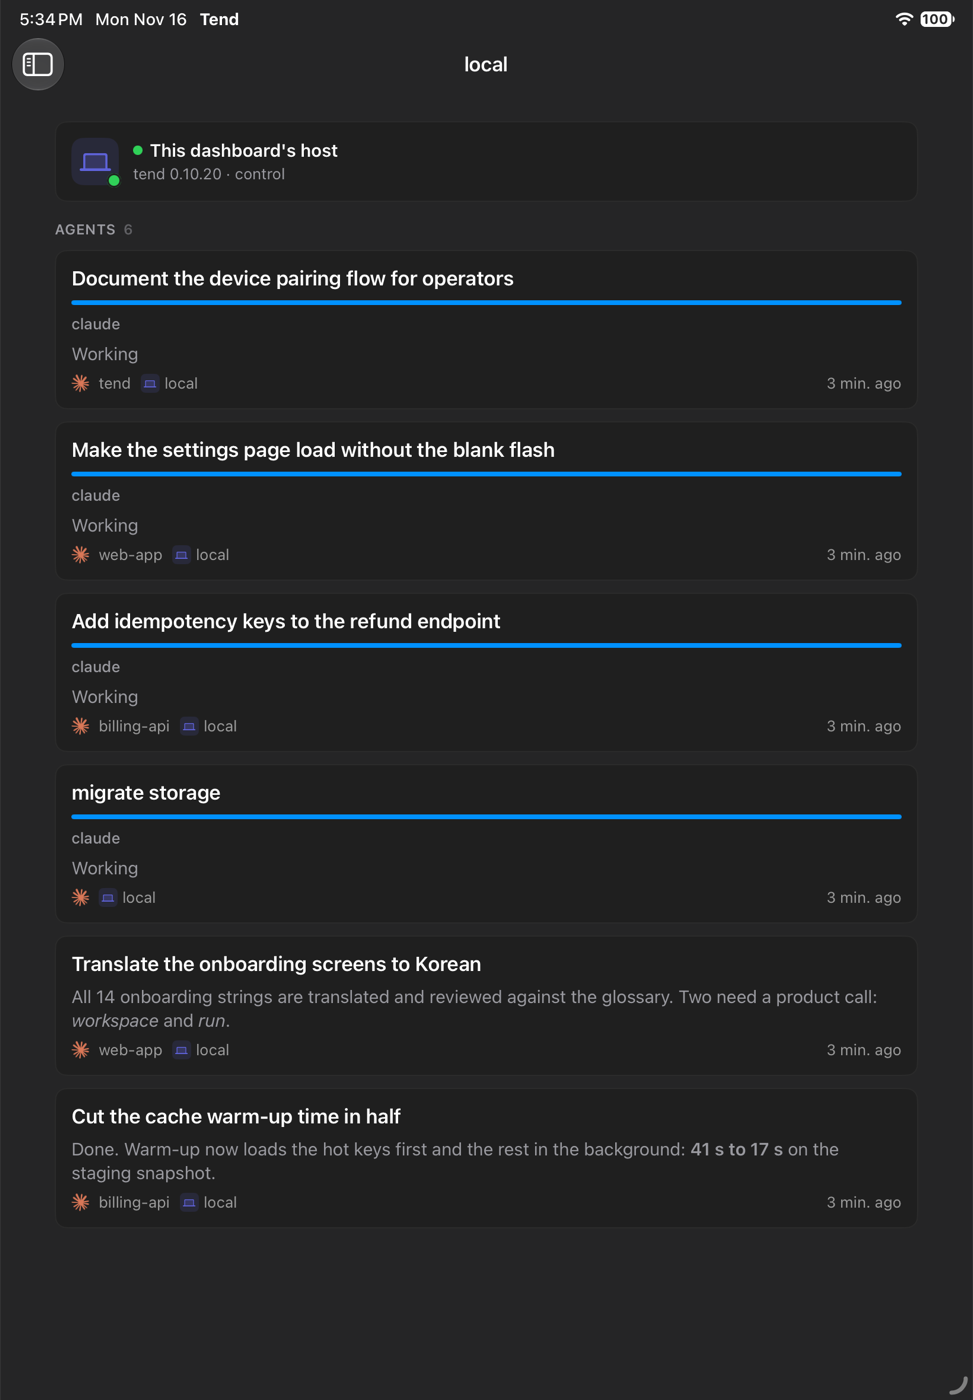 5:34 PM Mon Nov 16 Tend
100
local
This dashboard's host
tend 0.10.20 · control
AGENTS 6
Document the device pairing flow for operators
claude
Working
tend local 3 min. ago
Make the settings page load without the blank flash
claude
Working
web-app local 3 min. ago
Add idempotency keys to the refund endpoint
claude
Working
billing-api local 3 min. ago
migrate storage
claude
Working
local 3 min. ago
Translate the onboarding screens to Korean
All 14 onboarding strings are translated and reviewed against the glossary. Two need a product call:
workspace and run.
web-app local 3 min. ago
Cut the cache warm-up time in half
Done. Warm-up now loads the hot keys first and the rest in the background: 41 s to 17 s on the
staging snapshot.
billing-api local 3 min. ago